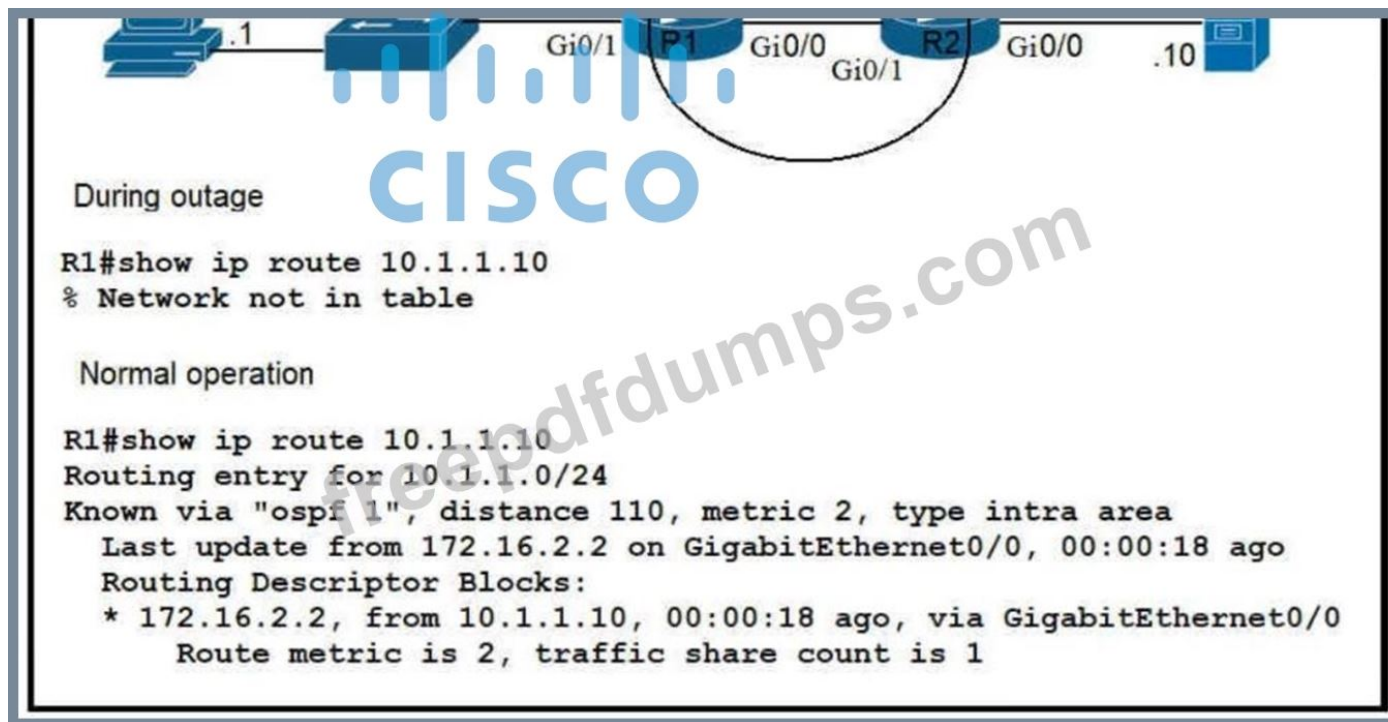 .1
Gi0/1
R1
Gi0/0
Gi0/1
R2
Gi0/0
.10
CISCO
During outage
R1#show ip route 10.1.1.10
% Network not in table
Normal operation
R1#show ip route 10.1.1.10
Routing entry for 10.1.1.0/24
Known via "ospf 1", distance 110, metric 2, type intra area
Last update from 172.16.2.2 on GigabitEthernet0/0, 00:00:18 ago
Routing Descriptor Blocks:
* 172.16.2.2, from 10.1.1.10, 00:00:18 ago, via GigabitEthernet0/0
Route metric is 2, traffic share count is 1
freepdfdumps.com